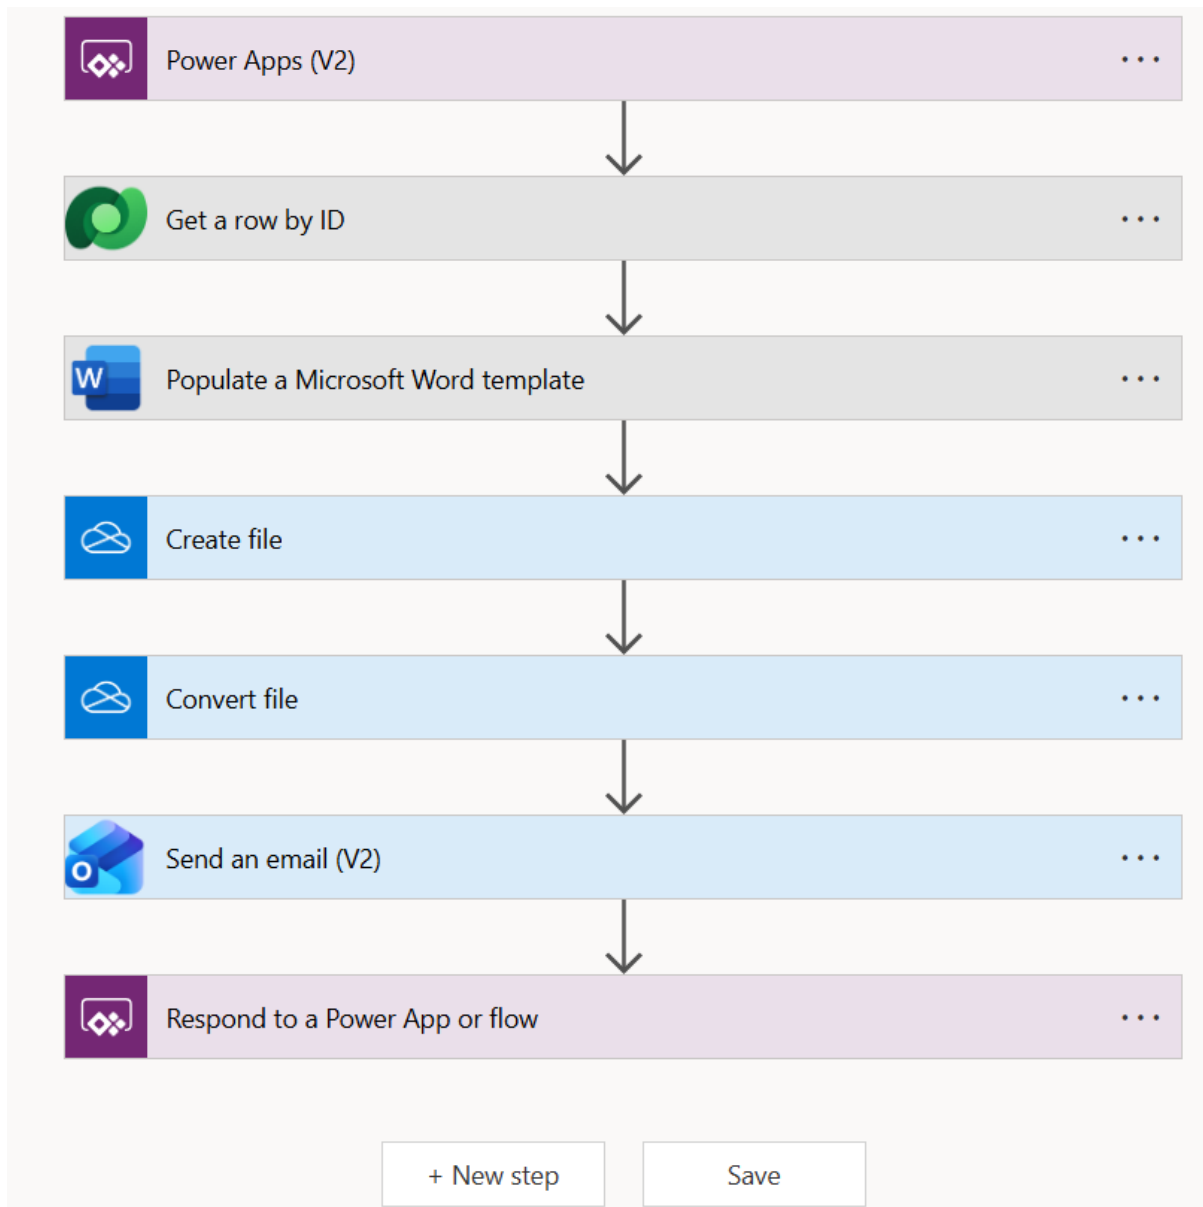 Power Apps (V2)
Get a row by ID
W
Populate a Microsoft Word template
Create file
Convert file
O
Send an email (V2)
Respond to a Power App or flow
+ New step
Save